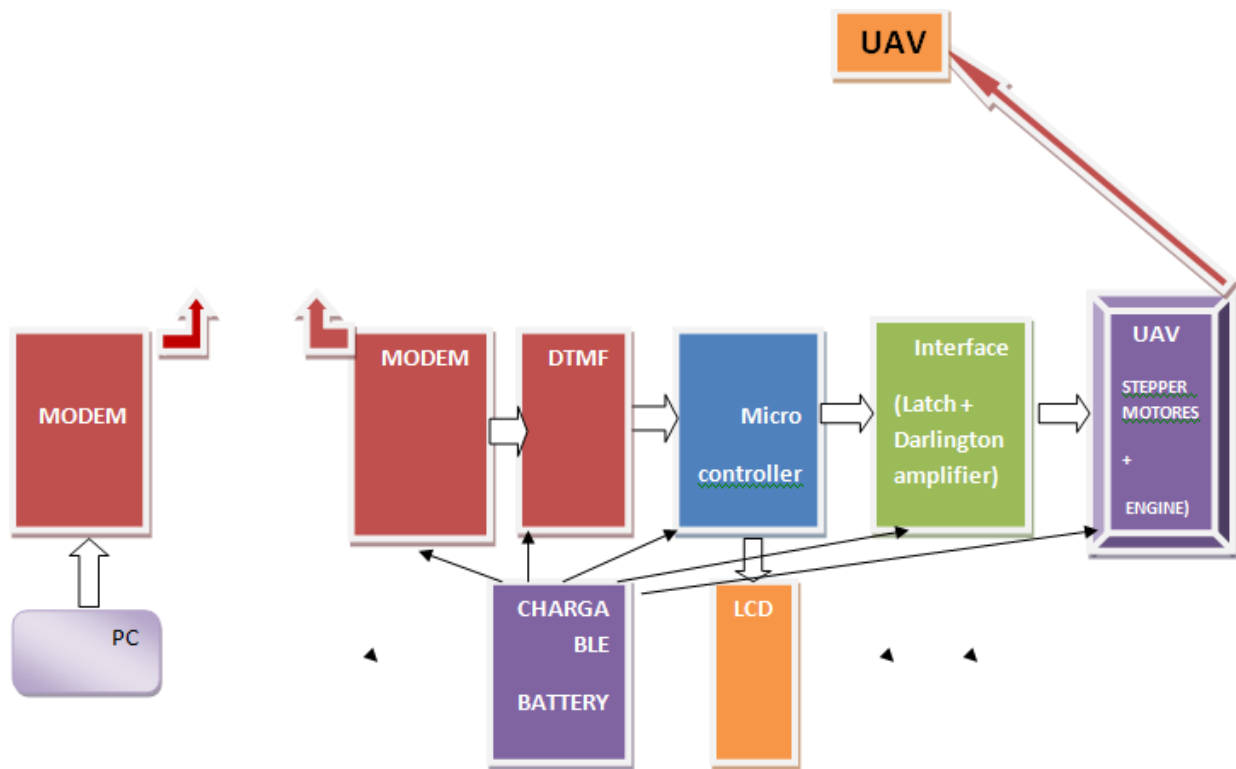 UAV
MODEM
MODEM
DTMF
Micro
controller
Interface
(Latch +
Darlington
amplifier)
UAV
STEPPER
MOTORES
+
ENGINE)
PC
CHARGA
BLE
BATTERY
LCD